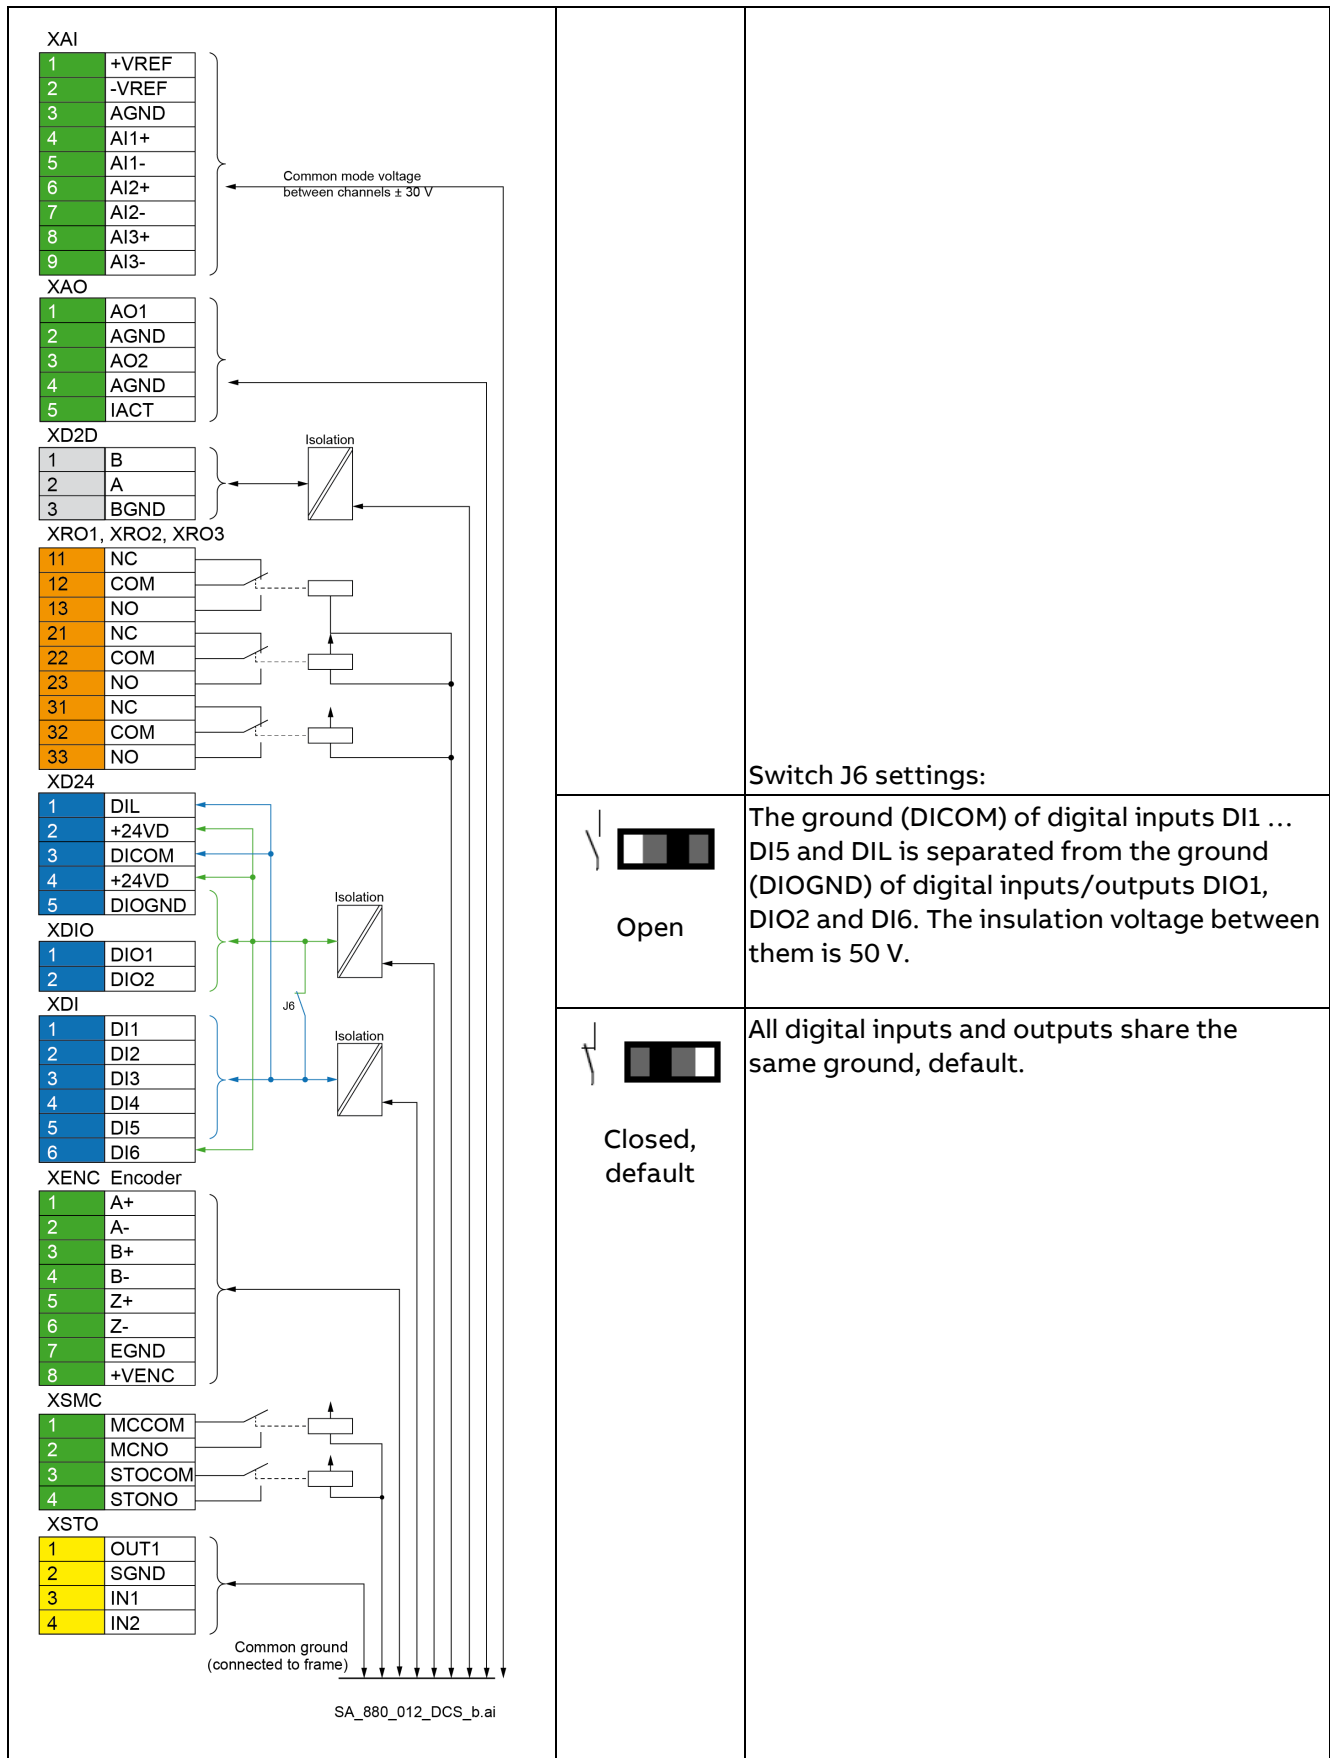 XAI
1 +VREF
2 -VREF
3 AGND
4 AI1+
5 AI1-
6 AI2+
7 AI2-
8 AI3+
9 AI3-
Common mode voltage
between channels ± 30 V
XAO
1 AO1
2 AGND
3 AO2
4 AGND
5 IACT
XD2D
1 B
2 A
3 BGND
Isolation
XRO1, XRO2, XRO3
11 NC
12 COM
13 NO
21 NC
22 COM
23 NO
31 NC
32 COM
33 NO
XD24
1 DIL
2 +24VD
3 DICOM
4 +24VD
5 DIOGND
Isolation
XDIO
1 DIO1
2 DIO2
J6
XDI
1 DI1
2 DI2
3 DI3
4 DI4
5 DI5
6 DI6
Isolation
XENC Encoder
1 A+
2 A-
3 B+
4 B-
5 Z+
6 Z-
7 EGND
8 +VENC
XSMC
1 MCCOM
2 MCNO
3 STOCOM
4 STONO
XSTO
1 OUT1
2 SGND
3 IN1
4 IN2
Common ground
(connected to frame)
SA_880_012_DCS_b.ai
Switch J6 settings:
Open
The ground (DICOM) of digital inputs DI1 …
DI5 and DIL is separated from the ground
(DIOGND) of digital inputs/outputs DIO1,
DIO2 and DI6. The insulation voltage between
them is 50 V.
Closed,
default
All digital inputs and outputs share the
same ground, default.